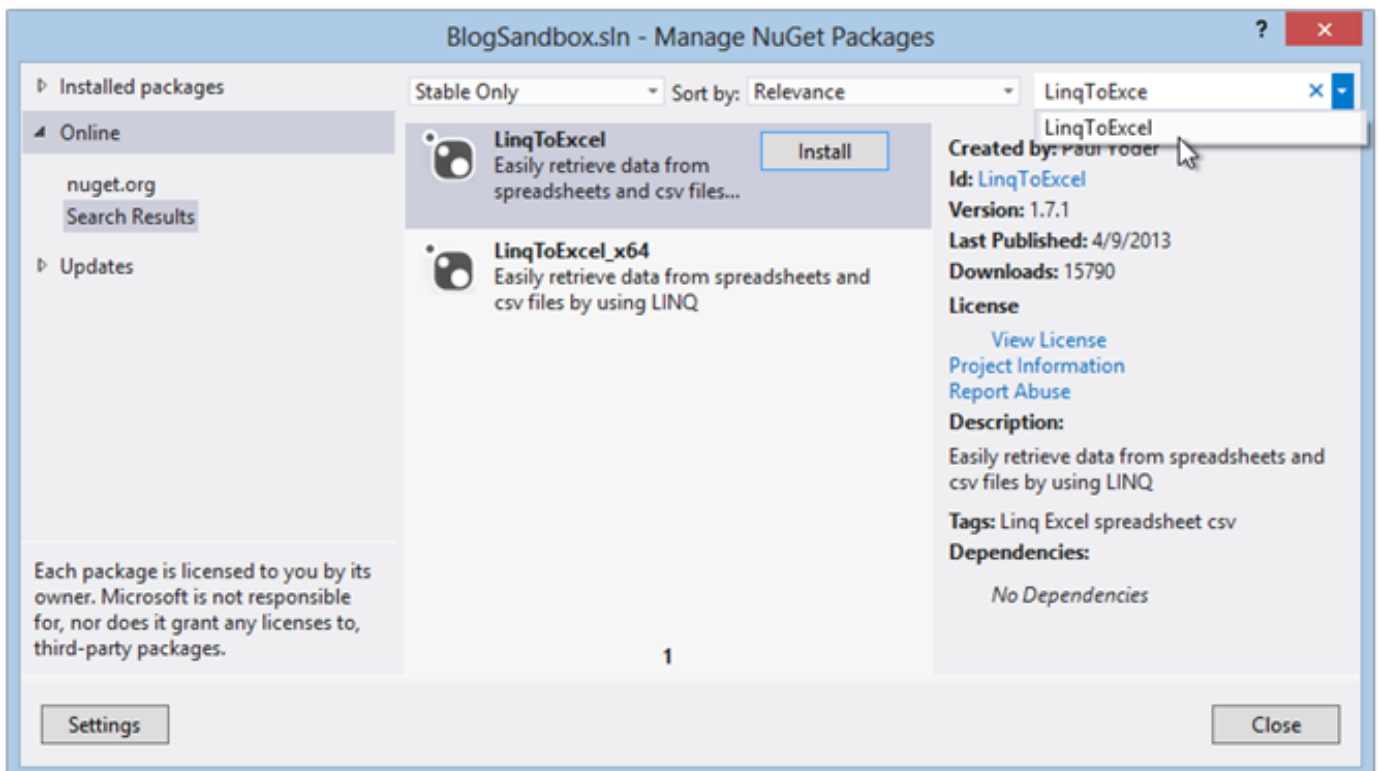 BlogSandbox.sln - Manage NuGet Packages
?
Installed packages
Online
nuget.org
Search Results
Updates
Each package is licensed to you by its
owner. Microsoft is not responsible
for, nor does it grant any licenses to,
third-party packages.
Stable Only
Sort by: Relevance
LinqToExcel
Easily retrieve data from
spreadsheets and csv files...
Install
LinqToExcel_x64
Easily retrieve data from spreadsheets and
csv files by using LINQ
1
LinqToExce
LinqToExcel
Created by: Paul Yoder
Id: LinqToExcel
Version: 1.7.1
Last Published: 4/9/2013
Downloads: 15790
License
View License
Project Information
Report Abuse
Description:
Easily retrieve data from spreadsheets and
csv files by using LINQ
Tags: Linq Excel spreadsheet csv
Dependencies:
No Dependencies
Settings
Close